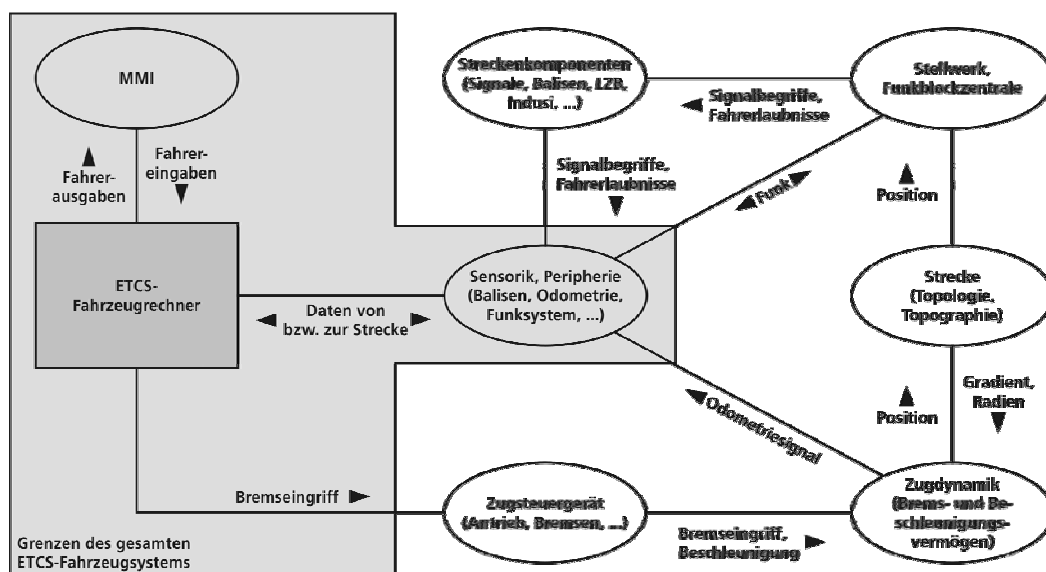 MMI
Fahrer-
ausgaben
Fahrer-
eingaben
ETCS-
Fahrzeugrechner
Daten von
bzw. zur Strecke
Bremseingriff
Grenzen des gesamten
ETCS-Fahrzeugsystems
Streckenkomponenten
(Signale, Balisen, LZB,
Indusi, ...)
Signalbegriffe,
Fahrerlaubnisse
Signalbegriffe,
Fahrerlaubnisse
Stellwerk,
Funkblockzentrale
Funk
Position
Sensorik, Peripherie
(Balisen, Odometrie,
Funksystem, ...)
Strecke
(Topologie,
Topographie)
Odometriesignal
Position
Gradient,
Radien
Zugsteuergerät
(Antrieb, Bremsen, ...)
Bremseingriff,
Beschleunigung
Zugdynamik
(Brems- und Be-
schleunigungs-
vermögen)